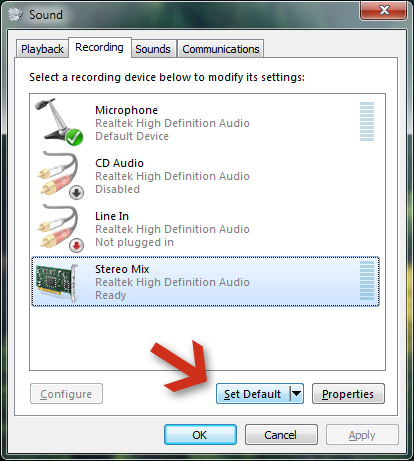 Sound
Playback Recording Sounds Communications
Select a recording device below to modify its settings:
Microphone
Realtek High Definition Audio
Default Device
CD Audio
Realtek High Definition Audio
Disabled
Line In
Realtek High Definition Audio
Not plugged in
Stereo Mix
Realtek High Definition Audio
Ready
Configure Set Default Properties
OK Cancel Apply